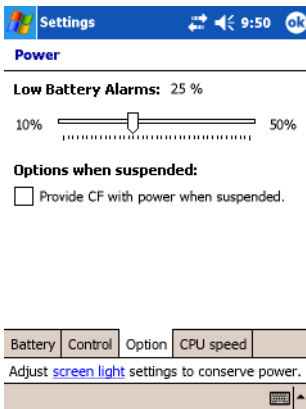 Settings 9:50 ok
Power
Low Battery Alarms: 25 %
10% 50%
Options when suspended:
Provide CF with power when suspended.
Battery Control Option CPU speed
Adjust screen light settings to conserve power.